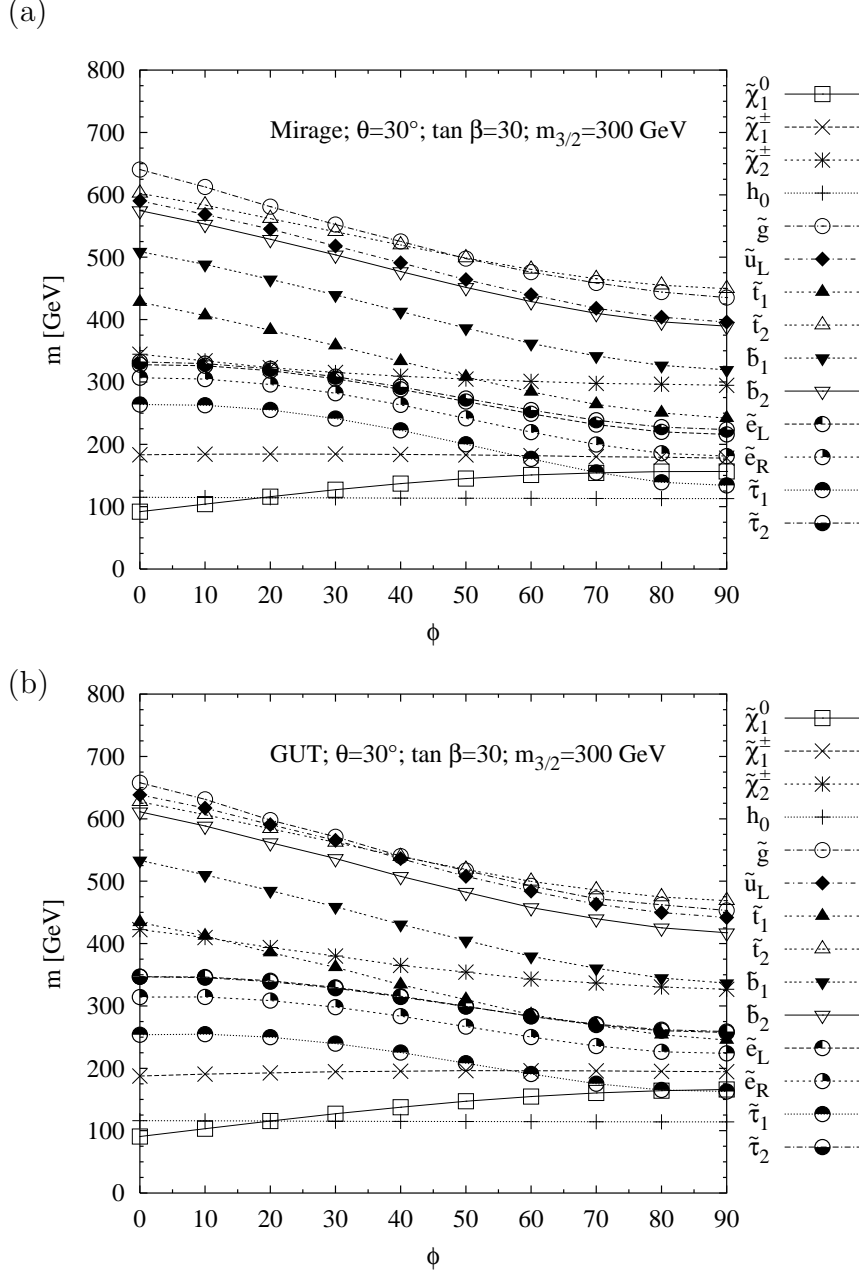 (a)
800
700
600
500
400
300
200
100
0
m [GeV]
Mirage; θ=30°; tan β=30; m3/2=300 GeV
0 10 20 30 40 50 60 70 80 90
ϕ
χ̃₁⁰
χ̃₁±
χ̃₂±
h₀
g̃
ũL
t̃₁
t̃₂
b̃₁
b̃₂
ẽL
ẽR
τ̃₁
τ̃₂
(b)
800
700
600
500
400
300
200
100
0
m [GeV]
GUT; θ=30°; tan β=30; m3/2=300 GeV
0 10 20 30 40 50 60 70 80 90
ϕ
χ̃₁⁰
χ̃₁±
χ̃₂±
h₀
g̃
ũL
t̃₁
t̃₂
b̃₁
b̃₂
ẽL
ẽR
τ̃₁
τ̃₂